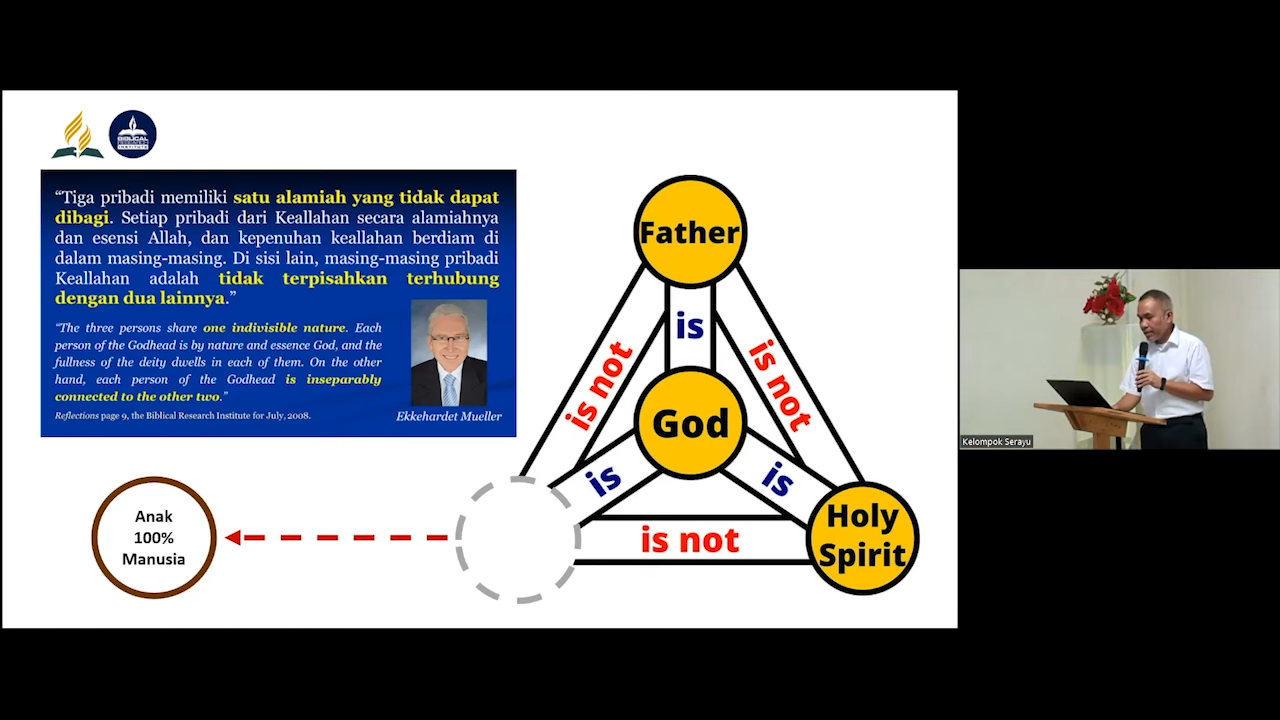 BIBLICAL
RESEARCH
INSTITUTE
“Tiga pribadi memiliki satu alamiah yang tidak dapat
dibagi. Setiap pribadi dari Keallahan secara alamiahnya
dan esensi Allah, dan kepenuhan keallahan berdiam di
dalam masing-masing. Di sisi lain, masing-masing pribadi
Keallahan adalah tidak terpisahkan terhubung
dengan dua lainnya.”
“The three persons share one indivisible nature. Each
person of the Godhead is by nature and essence God, and the
fullness of the deity dwells in each of them. On the other
hand, each person of the Godhead is inseparably
connected to the other two.”
Reflections page 9, the Biblical Research Institute for July, 2008.
Ekkehardet Mueller
Father
is
is not
is not
God
is
is
is not
Holy
Spirit
Anak
100%
Manusia
Kelompok Serayu